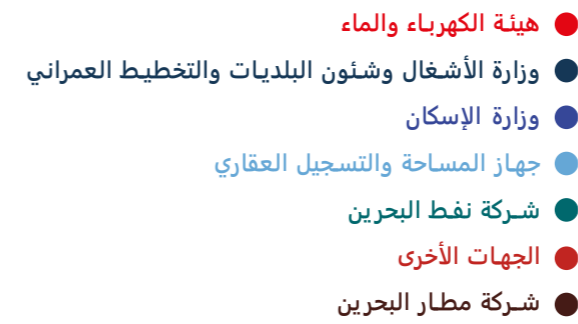 هيئة الكهرباء والماء
وزارة الأشغال وشئون البلديات والتخطيط العمراني
وزارة الإسكان
جهاز المساحة والتسجيل العقاري
شركة نفط البحرين
الجهات الأخرى
شركة مطار البحرين